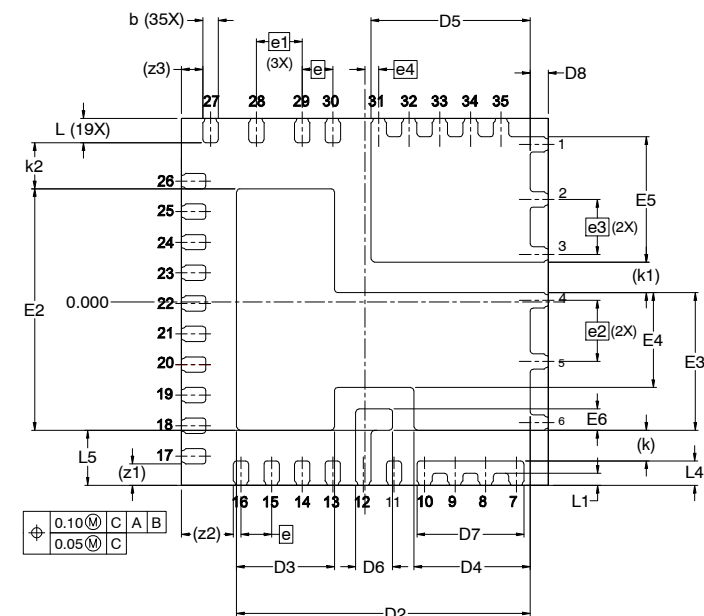 b (35X)
D5
e1
(3X)
e
e4
(z3)
D8
27 28 29 30 31 32 33 34 35
L (19X)
k2
1
26
2
25
E5
e3 (2X)
24
3
23
(k1)
0.000
22
4
E2
21
e2 (2X)
E4
E3
20
5
19
E6
18
6
L5
17
(k)
(z1)
L4
16 15 14 13 12 11 10 9 8 7
L1
0.10 Ⓜ C A B
0.05 Ⓜ C
(z2)
e
D7
D3
D6
D4
D2